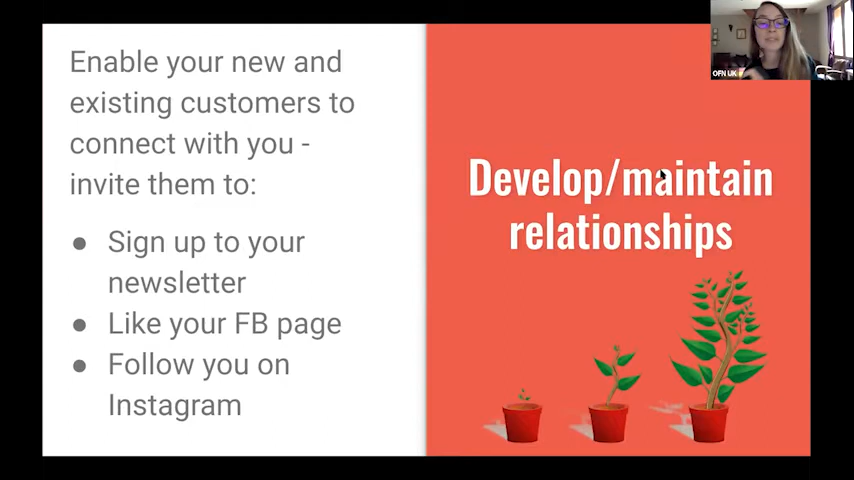 Enable your new and
existing customers to
connect with you -
invite them to:
● Sign up to your
newsletter
● Like your FB page
● Follow you on
Instagram
Develop/maintain
relationships
OFN UK